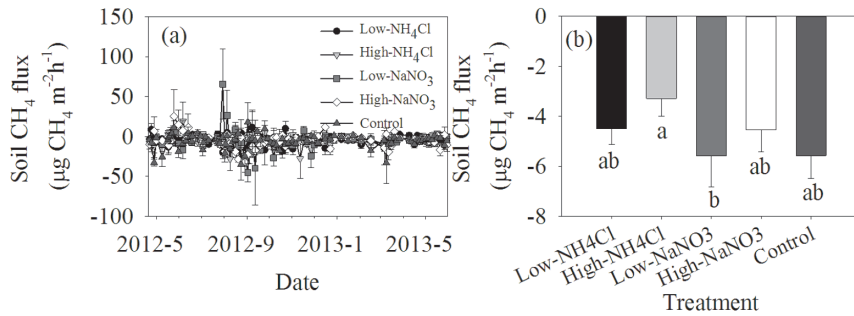 (a)
Low-NH₄Cl
High-NH₄Cl
Low-NaNO₃
High-NaNO₃
Control
150
100
50
0
-50
-100
Soil CH₄ flux
(µg CH₄ m⁻²h⁻¹)
2012-5
2012-9
2013-1
2013-5
Date
(b)
0
-2
-4
-6
-8
Soil CH₄ flux
(µg CH₄ m⁻²h⁻¹)
ab
a
b
ab
ab
Low-NH4Cl
High-NH4Cl
Low-NaNO3
High-NaNO3
Control
Treatment